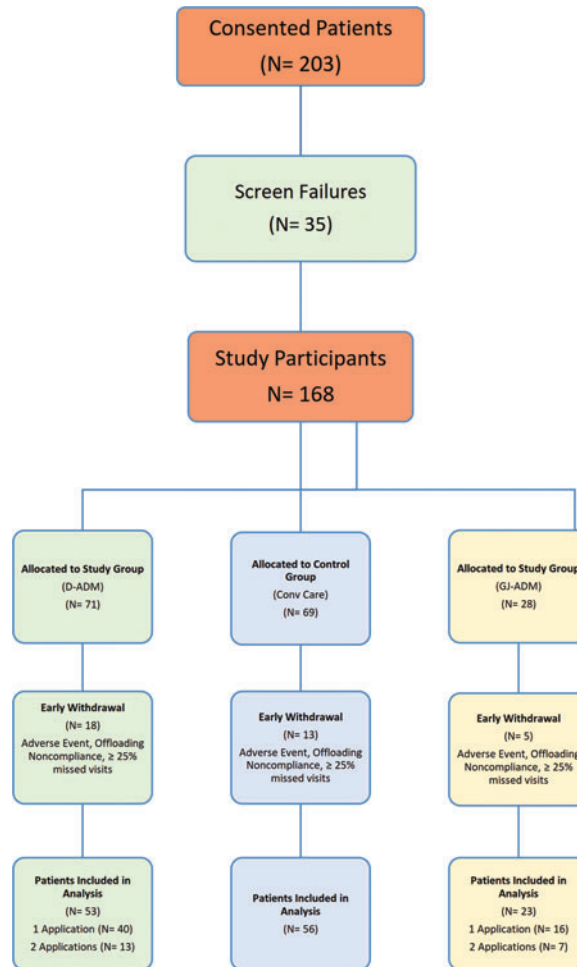 Consented Patients
(N= 203)
Screen Failures
(N= 35)
Study Participants
N= 168
Allocated to Study Group
(D-ADM)
(N= 71)
Allocated to Control
Group
(Conv Care)
(N= 69)
Allocated to Study Group
(GJ-ADM)
(N= 28)
Early Withdrawal
(N= 18)
Adverse Event, Offloading
Noncompliance, ≥ 25%
missed visits
Early Withdrawal
(N= 13)
Adverse Event, Offloading
Noncompliance, ≥ 25%
missed visits
Early Withdrawal
(N= 5)
Adverse Event, Offloading
Noncompliance, ≥ 25%
missed visits
Patients Included in
Analysis
(N= 53)
1 Application (N= 40)
2 Applications (N= 13)
Patients Included in
Analysis
(N= 56)
Patients Included in
Analysis
(N= 23)
1 Application (N= 16)
2 Applications (N= 7)